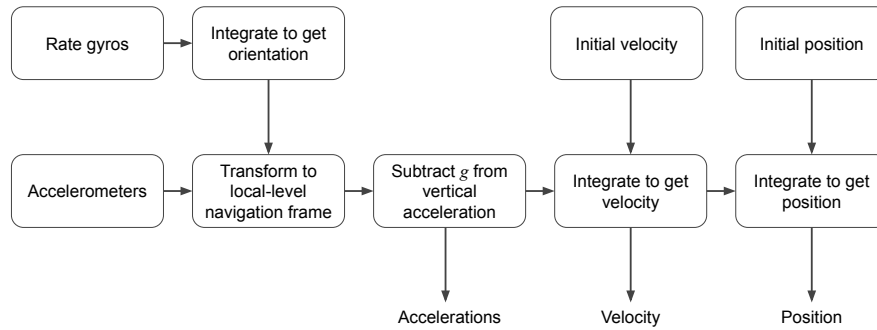 Rate gyros
Integrate to get
orientation
Initial velocity
Initial position
Accelerometers
Transform to
local-level
navigation frame
Subtract g from
vertical
acceleration
Integrate to get
velocity
Integrate to get
position
Accelerations
Velocity
Position